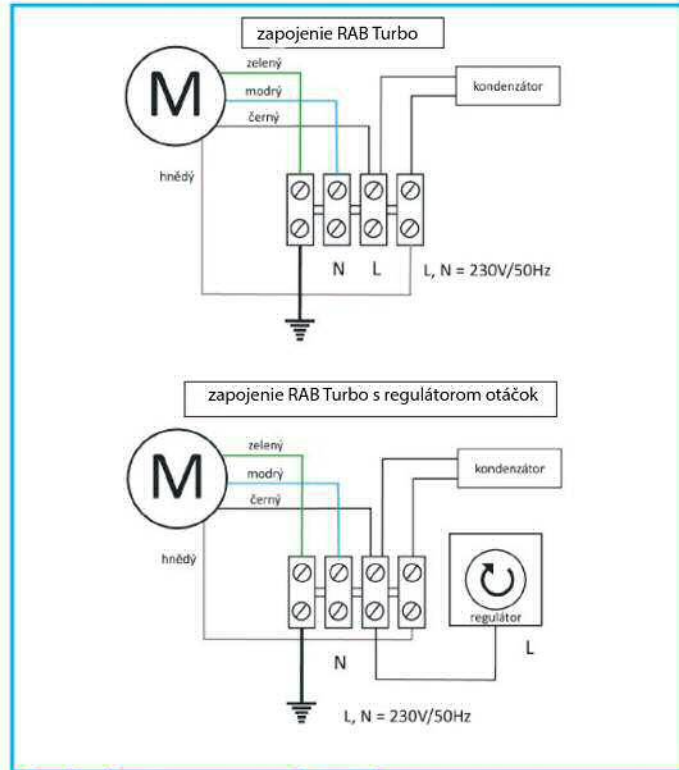 zapojenie RAB Turbo
zelený
modrý
černý
hnědý
M
kondenzátor
N
L
L, N = 230V/50Hz
zapojenie RAB Turbo s regulátorom otáčok
zelený
modrý
černý
hnědý
M
kondenzátor
regulátor
N
L
L, N = 230V/50Hz